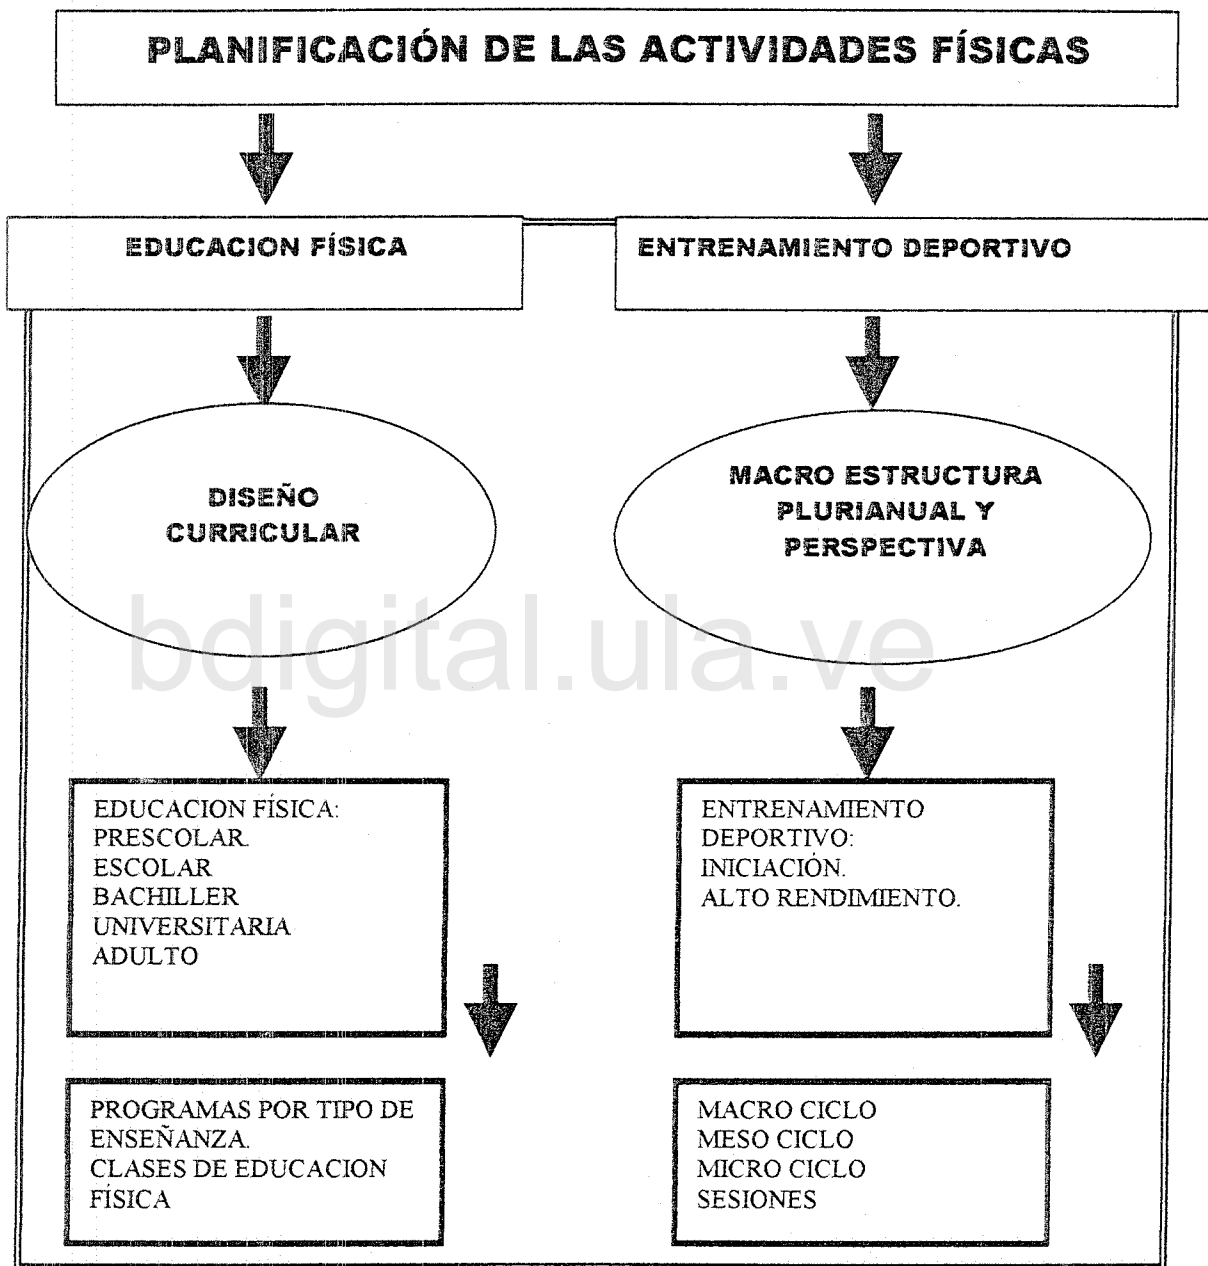 PLANIFICACIÓN DE LAS ACTIVIDADES FÍSICAS
EDUCACION FÍSICA
ENTRENAMIENTO DEPORTIVO
DISEÑO
CURRICULAR
MACRO ESTRUCTURA
PLURIANUAL Y
PERSPECTIVA
bdigital.ula.ve
EDUCACION FÍSICA:
PRESCOLAR.
ESCOLAR
BACHILLER
UNIVERSITARIA
ADULTO
ENTRENAMIENTO
DEPORTIVO:
INICIACIÓN.
ALTO RENDIMIENTO.
PROGRAMAS POR TIPO DE
ENSEÑANZA.
CLASES DE EDUCACION
FÍSICA
MACRO CICLO
MESO CICLO
MICRO CICLO
SESIONES